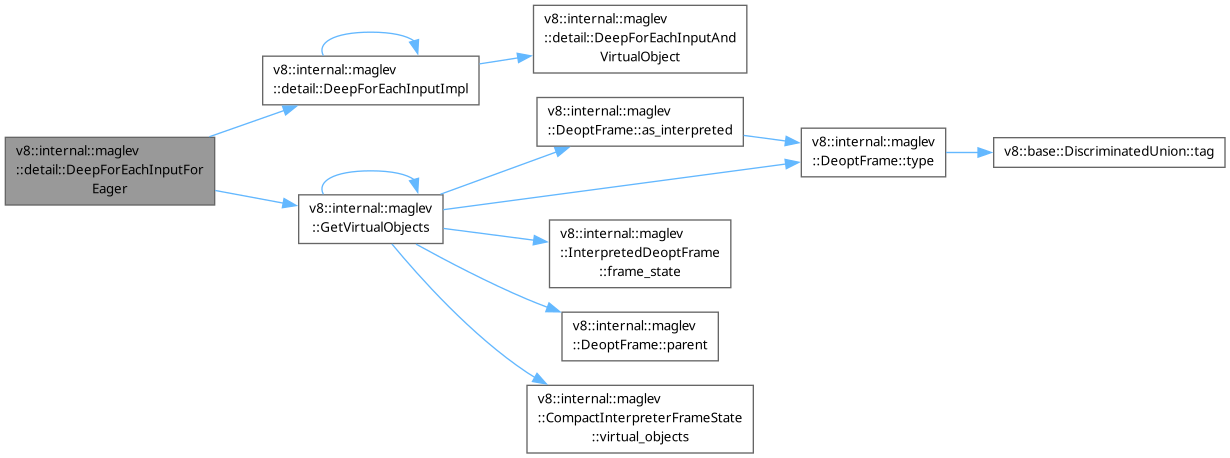 v8::internal::maglev
::detail::DeepForEachInputFor
Eager
v8::internal::maglev
::detail::DeepForEachInputImpl
v8::internal::maglev
::detail::DeepForEachInputAnd
VirtualObject
v8::internal::maglev
::GetVirtualObjects
v8::internal::maglev
::DeoptFrame::as_interpreted
v8::internal::maglev
::DeoptFrame::type
v8::base::DiscriminatedUnion::tag
v8::internal::maglev
::InterpretedDeoptFrame
::frame_state
v8::internal::maglev
::DeoptFrame::parent
v8::internal::maglev
::CompactInterpreterFrameState
::virtual_objects